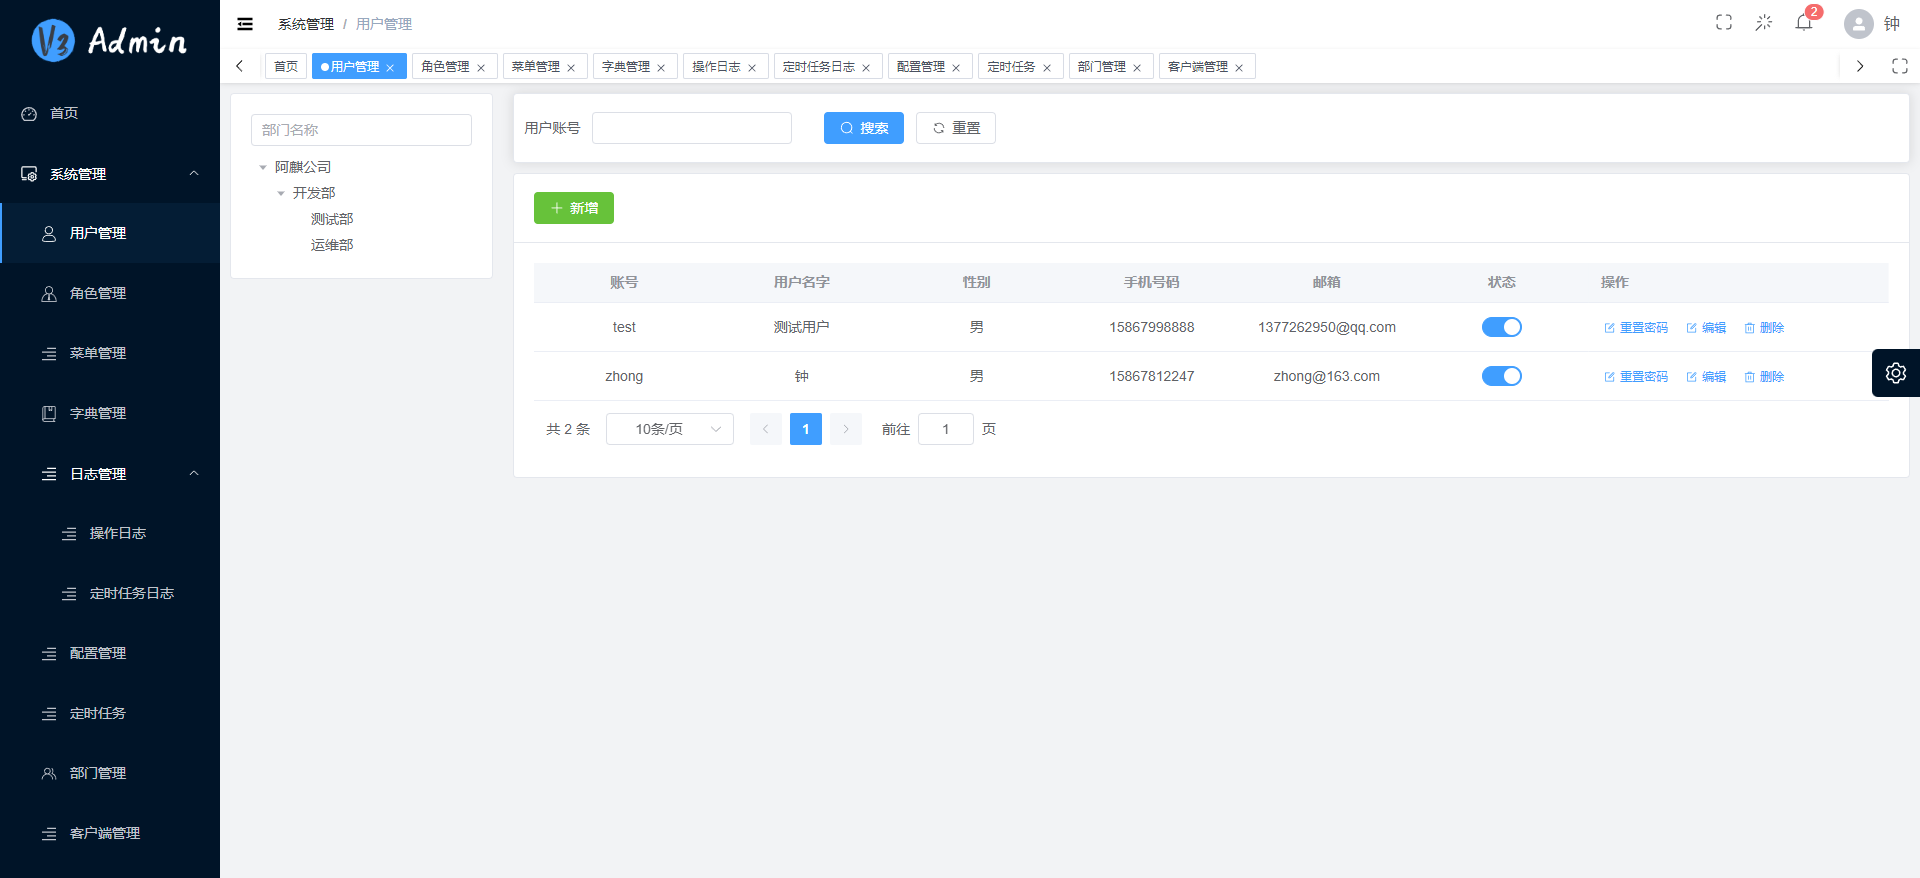 V3 Admin
首页
系统管理
用户管理
角色管理
菜单管理
字典管理
日志管理
操作日志
定时任务日志
配置管理
定时任务
部门管理
客户端管理
系统管理 / 用户管理
2
钟
首页 用户管理 角色管理 菜单管理 字典管理 操作日志 定时任务日志 配置管理 定时任务 部门管理 客户端管理
部门名称
阿麒公司
开发部
测试部
运维部
用户账号 搜索 重置
新增
账号 用户名字 性别 手机号码 邮箱 状态 操作
test 测试用户 男 15867998888 1377262950@qq.com 重置密码 编辑 删除
zhong 钟 男 15867812247 zhong@163.com 重置密码 编辑 删除
共 2 条 10条/页 1 前往 1 页